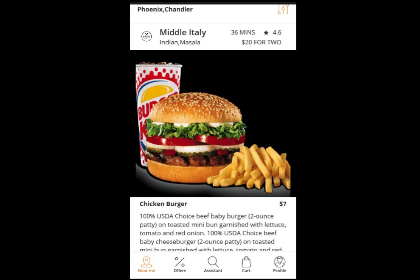 Phoenix,Chandler
Middle Italy
36 MINS ★ 4.6
Indian,Masala
$20 FOR TWO
Chicken Burger
$7
100% USDA Choice beef baby burger (2-ounce
patty) on toasted mini bun garnished with lettuce,
tomato and red onion. 100% USDA Choice beef
baby cheeseburger (2-ounce patty) on toasted
mini bun garnished with lettuce, tomato and red
Near me
Offers
Assistant
Cart
Profile